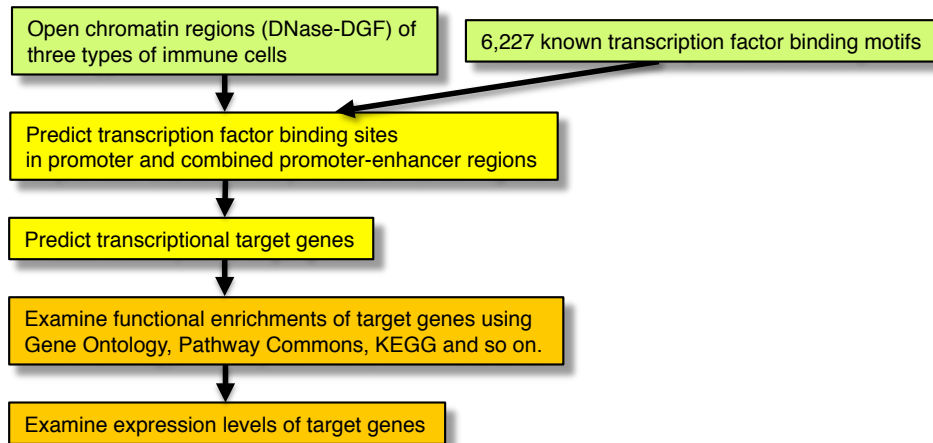 Open chromatin regions (DNase-DGF) of
three types of immune cells
6,227 known transcription factor binding motifs
Predict transcription factor binding sites
in promoter and combined promoter-enhancer regions
Predict transcriptional target genes
Examine functional enrichments of target genes using
Gene Ontology, Pathway Commons, KEGG and so on.
Examine expression levels of target genes